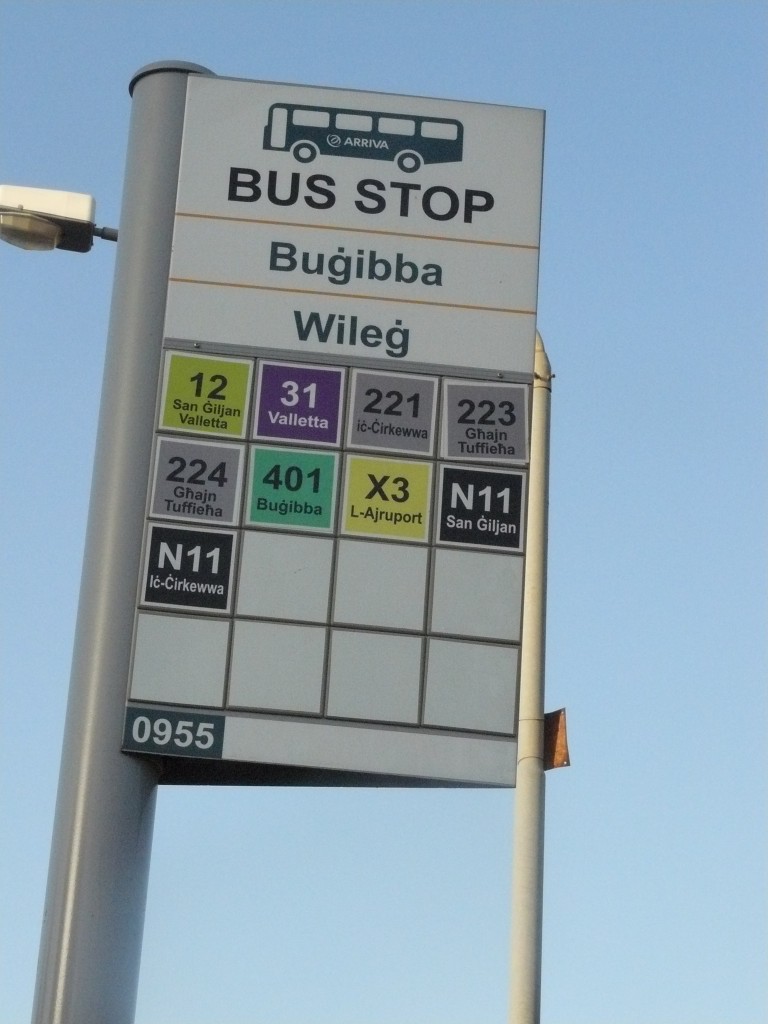 ARRIVA
BUS STOP
Buġibba
Wileġ
12
San Ġiljan
Valletta
31
Valletta
221
iċ-Ċirkewwa
223
Għajn
Tuffieħa
224
Għajn
Tuffieħa
401
Buġibba
X3
L-Ajruport
N11
San Ġiljan
N11
Iċ-Ċirkewwa
0955